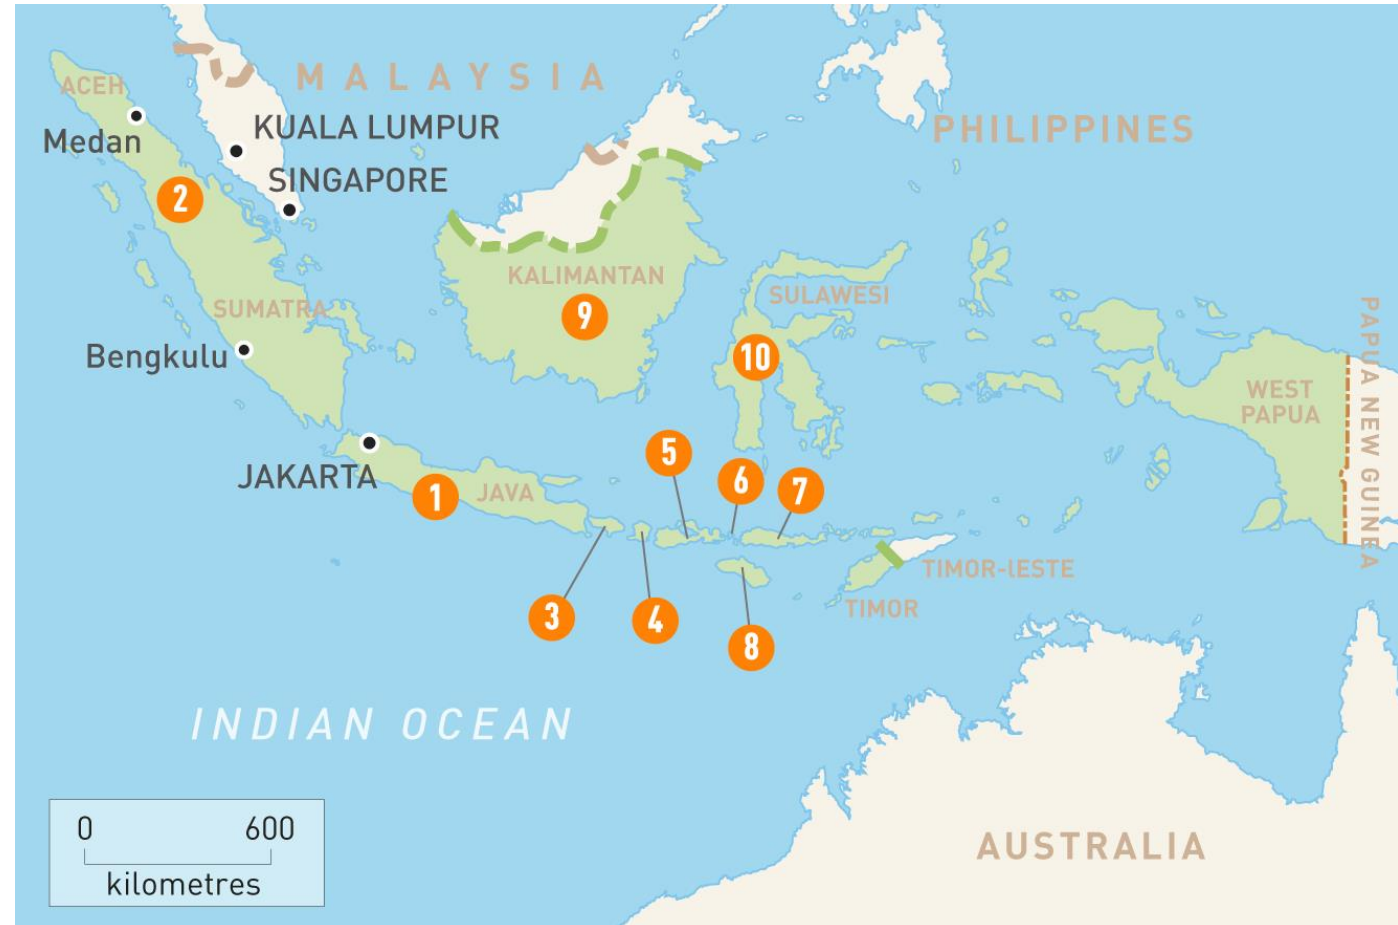 MALAYSIA
ACEH
Medan
KUALA LUMPUR
PHILIPPINES
SINGAPORE
2
KALIMANTAN
SULAWESI
SUMATRA
9
Bengkulu
10
PAPUA NEW GUINEA
WEST
PAPUA
JAKARTA
1
JAVA
5
6
7
TIMOR-lESTE
TIMOR
3
4
8
INDIAN OCEAN
0 600
kilometres
AUSTRALIA